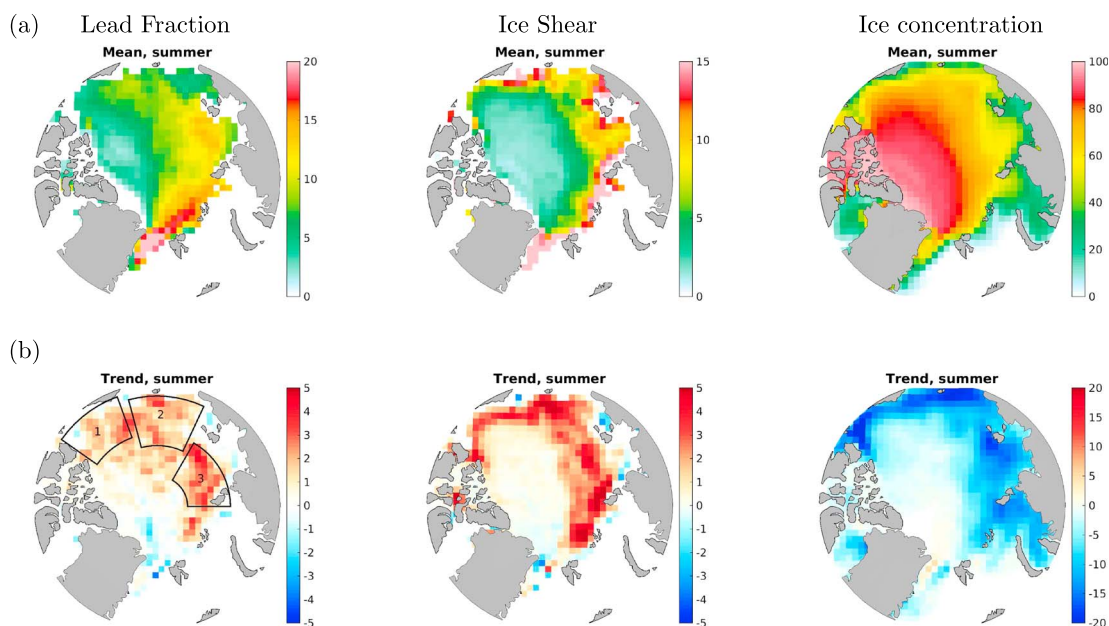 (a) Lead Fraction Ice Shear Ice concentration
Mean, summer Mean, summer Mean, summer
20 15 100
15 10 80
10 5 60
5 0 40
0 20
0
(b)
Trend, summer Trend, summer Trend, summer
5 5 20
4 4 15
3 3 10
2 2 5
1 1 0
0 0 -5
-1 -1 -10
-2 -2 -15
-3 -3 -20
-4 -4
-5 -5
1 2 3